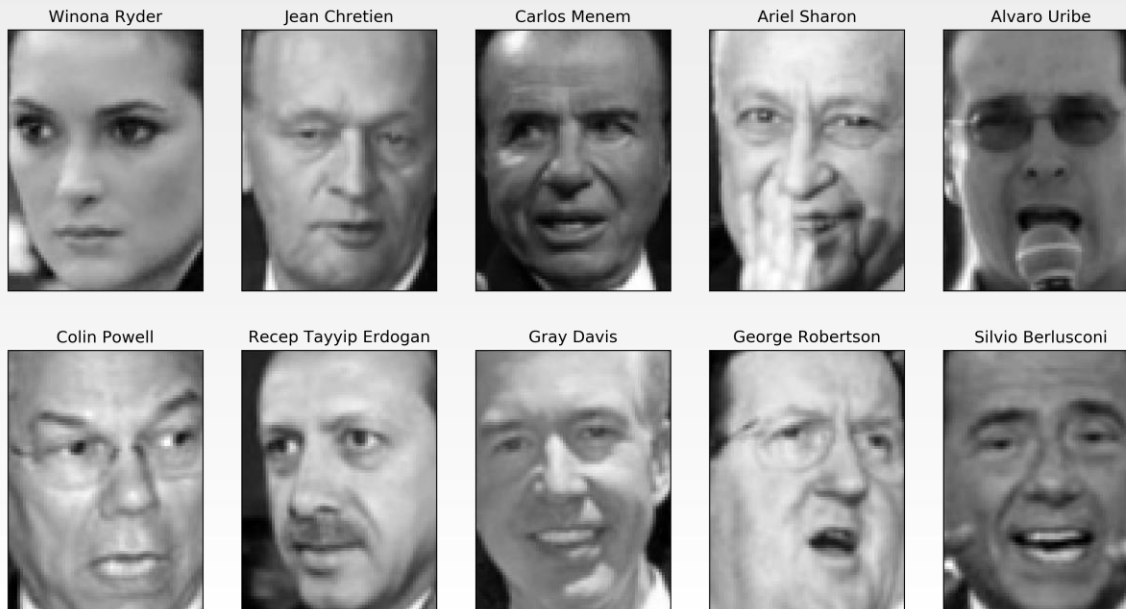 Winona Ryder
Jean Chretien
Carlos Menem
Ariel Sharon
Alvaro Uribe
Colin Powell
Recep Tayyip Erdogan
Gray Davis
George Robertson
Silvio Berlusconi